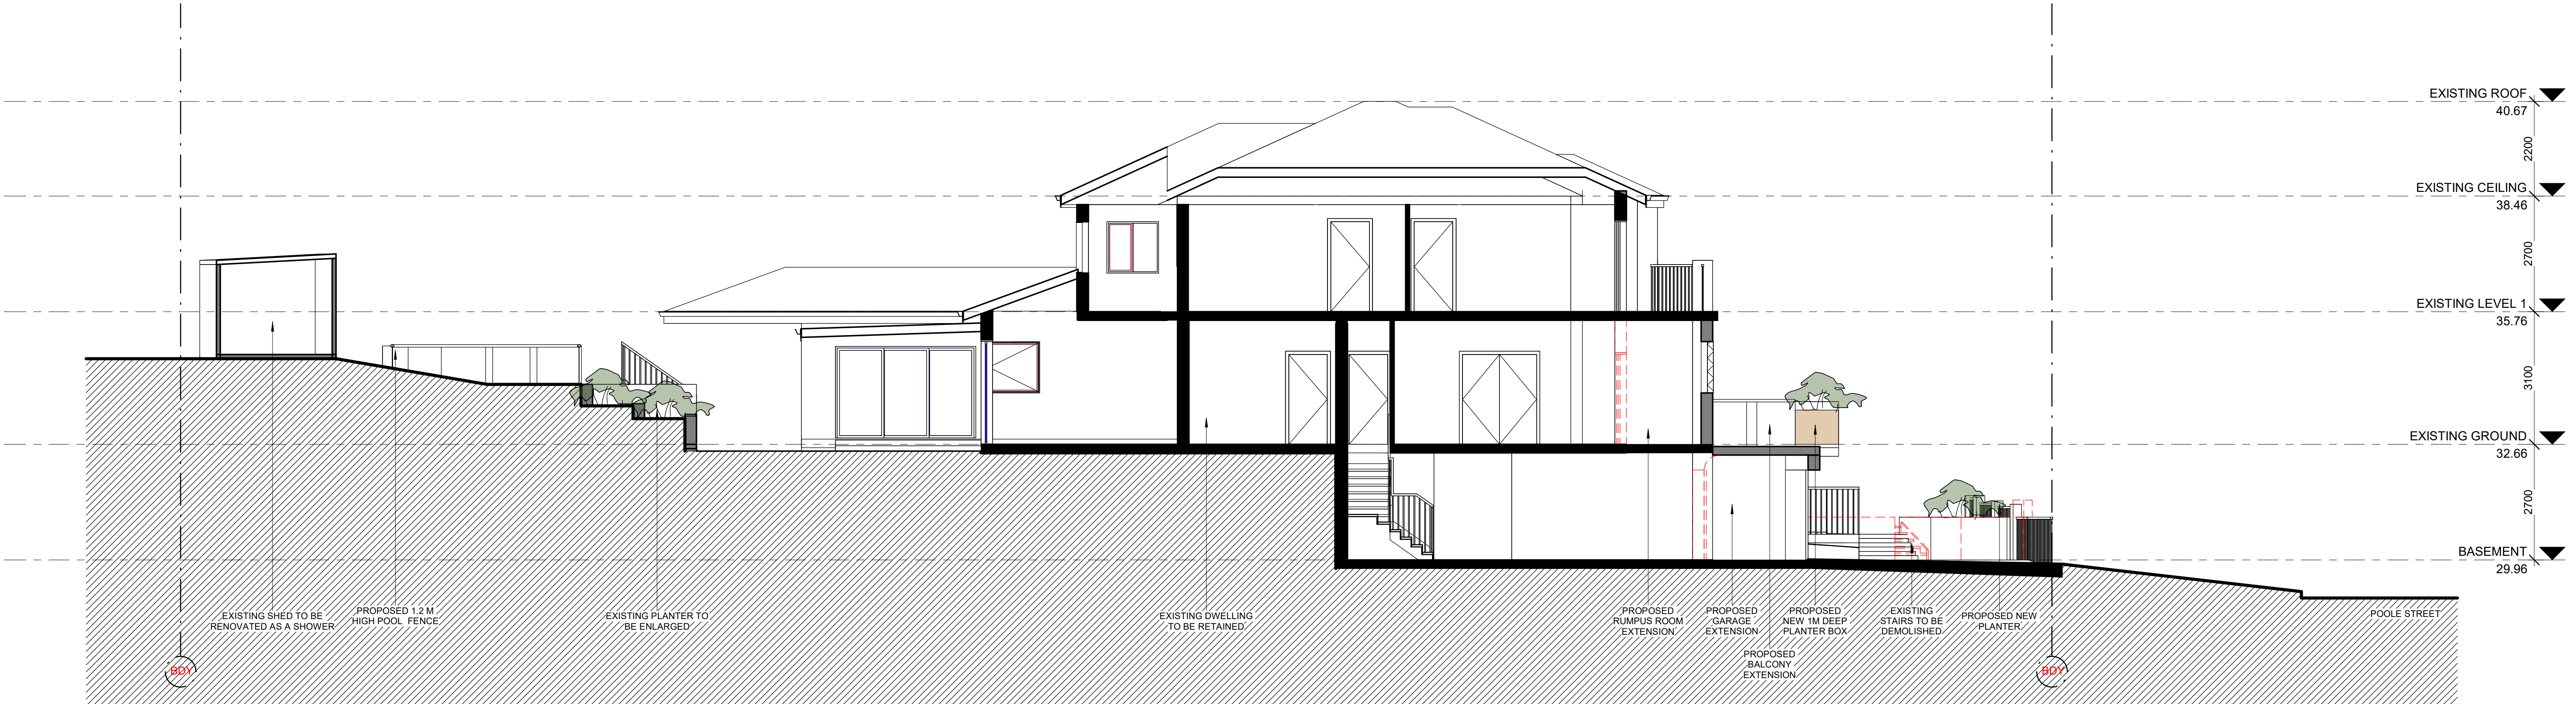 EXISTING ROOF
40.67
2200
EXISTING CEILING
38.46
2700
EXISTING LEVEL 1
35.76
3100
EXISTING GROUND
32.66
2700
BASEMENT
29.96
EXISTING SHED TO BE
RENOVATED AS A SHOWER
PROPOSED 1.2 M
HIGH POOL FENCE
EXISTING PLANTER TO
BE ENLARGED
EXISTING DWELLING
TO BE RETAINED.
PROPOSED
RUMPUS ROOM
EXTENSION
PROPOSED
GARAGE
EXTENSION
PROPOSED
BALCONY
EXTENSION
PROPOSED
NEW 1M DEEP
PLANTER BOX
EXISTING
STAIRS TO BE
DEMOLISHED
PROPOSED NEW
PLANTER
POOLE STREET
BDY
BDY